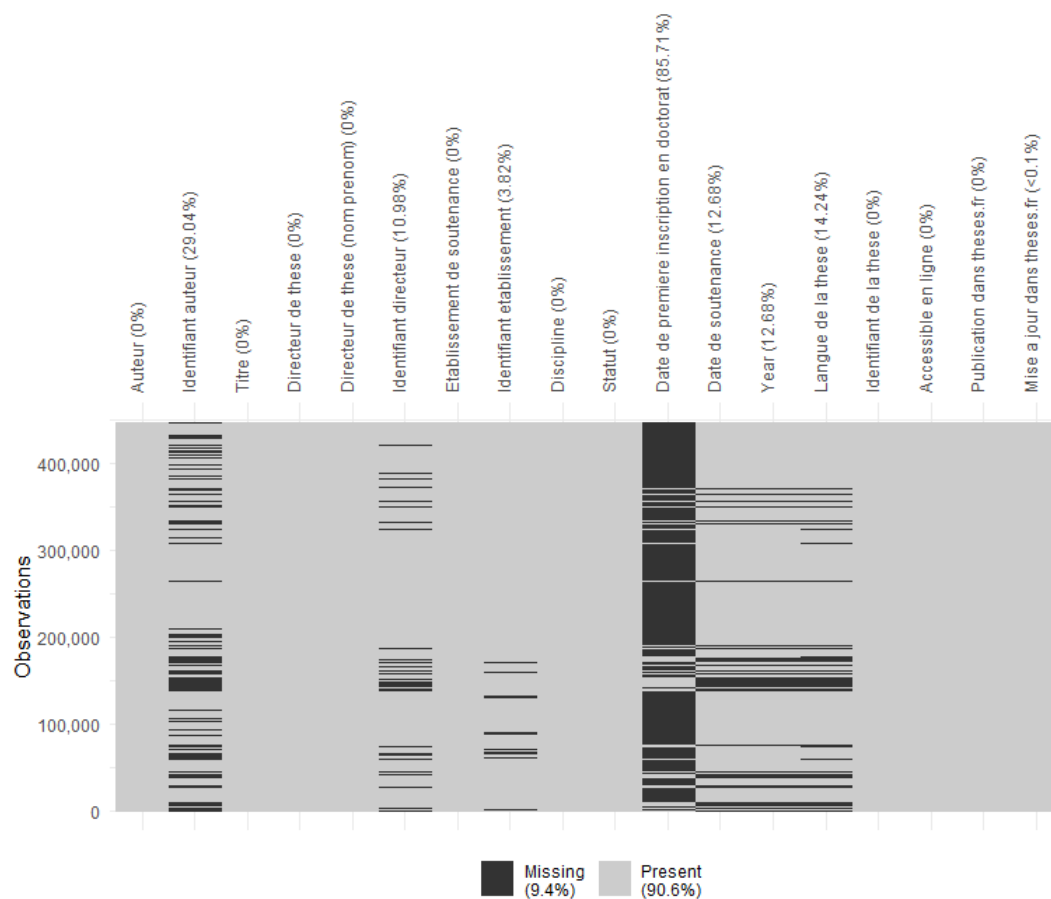 Auteur (0%)
Identifiant auteur (29.04%)
Titre (0%)
Directeur de these (0%)
Directeur de these (nom prenom) (0%)
Identifiant directeur (10.98%)
Etablissement de soutenance (0%)
Identifiant etablissement (3.82%)
Discipline (0%)
Statut (0%)
Date de premiere inscription en doctorat (85.71%)
Date de soutenance (12.68%)
Year (12.68%)
Langue de la these (14.24%)
Identifiant de la these (0%)
Accessible en ligne (0%)
Publication dans theses.fr (0%)
Mise a jour dans theses.fr (<0.1%)
Observations
400,000
300,000
200,000
100,000
0
Missing
(9.4%)
Present
(90.6%)